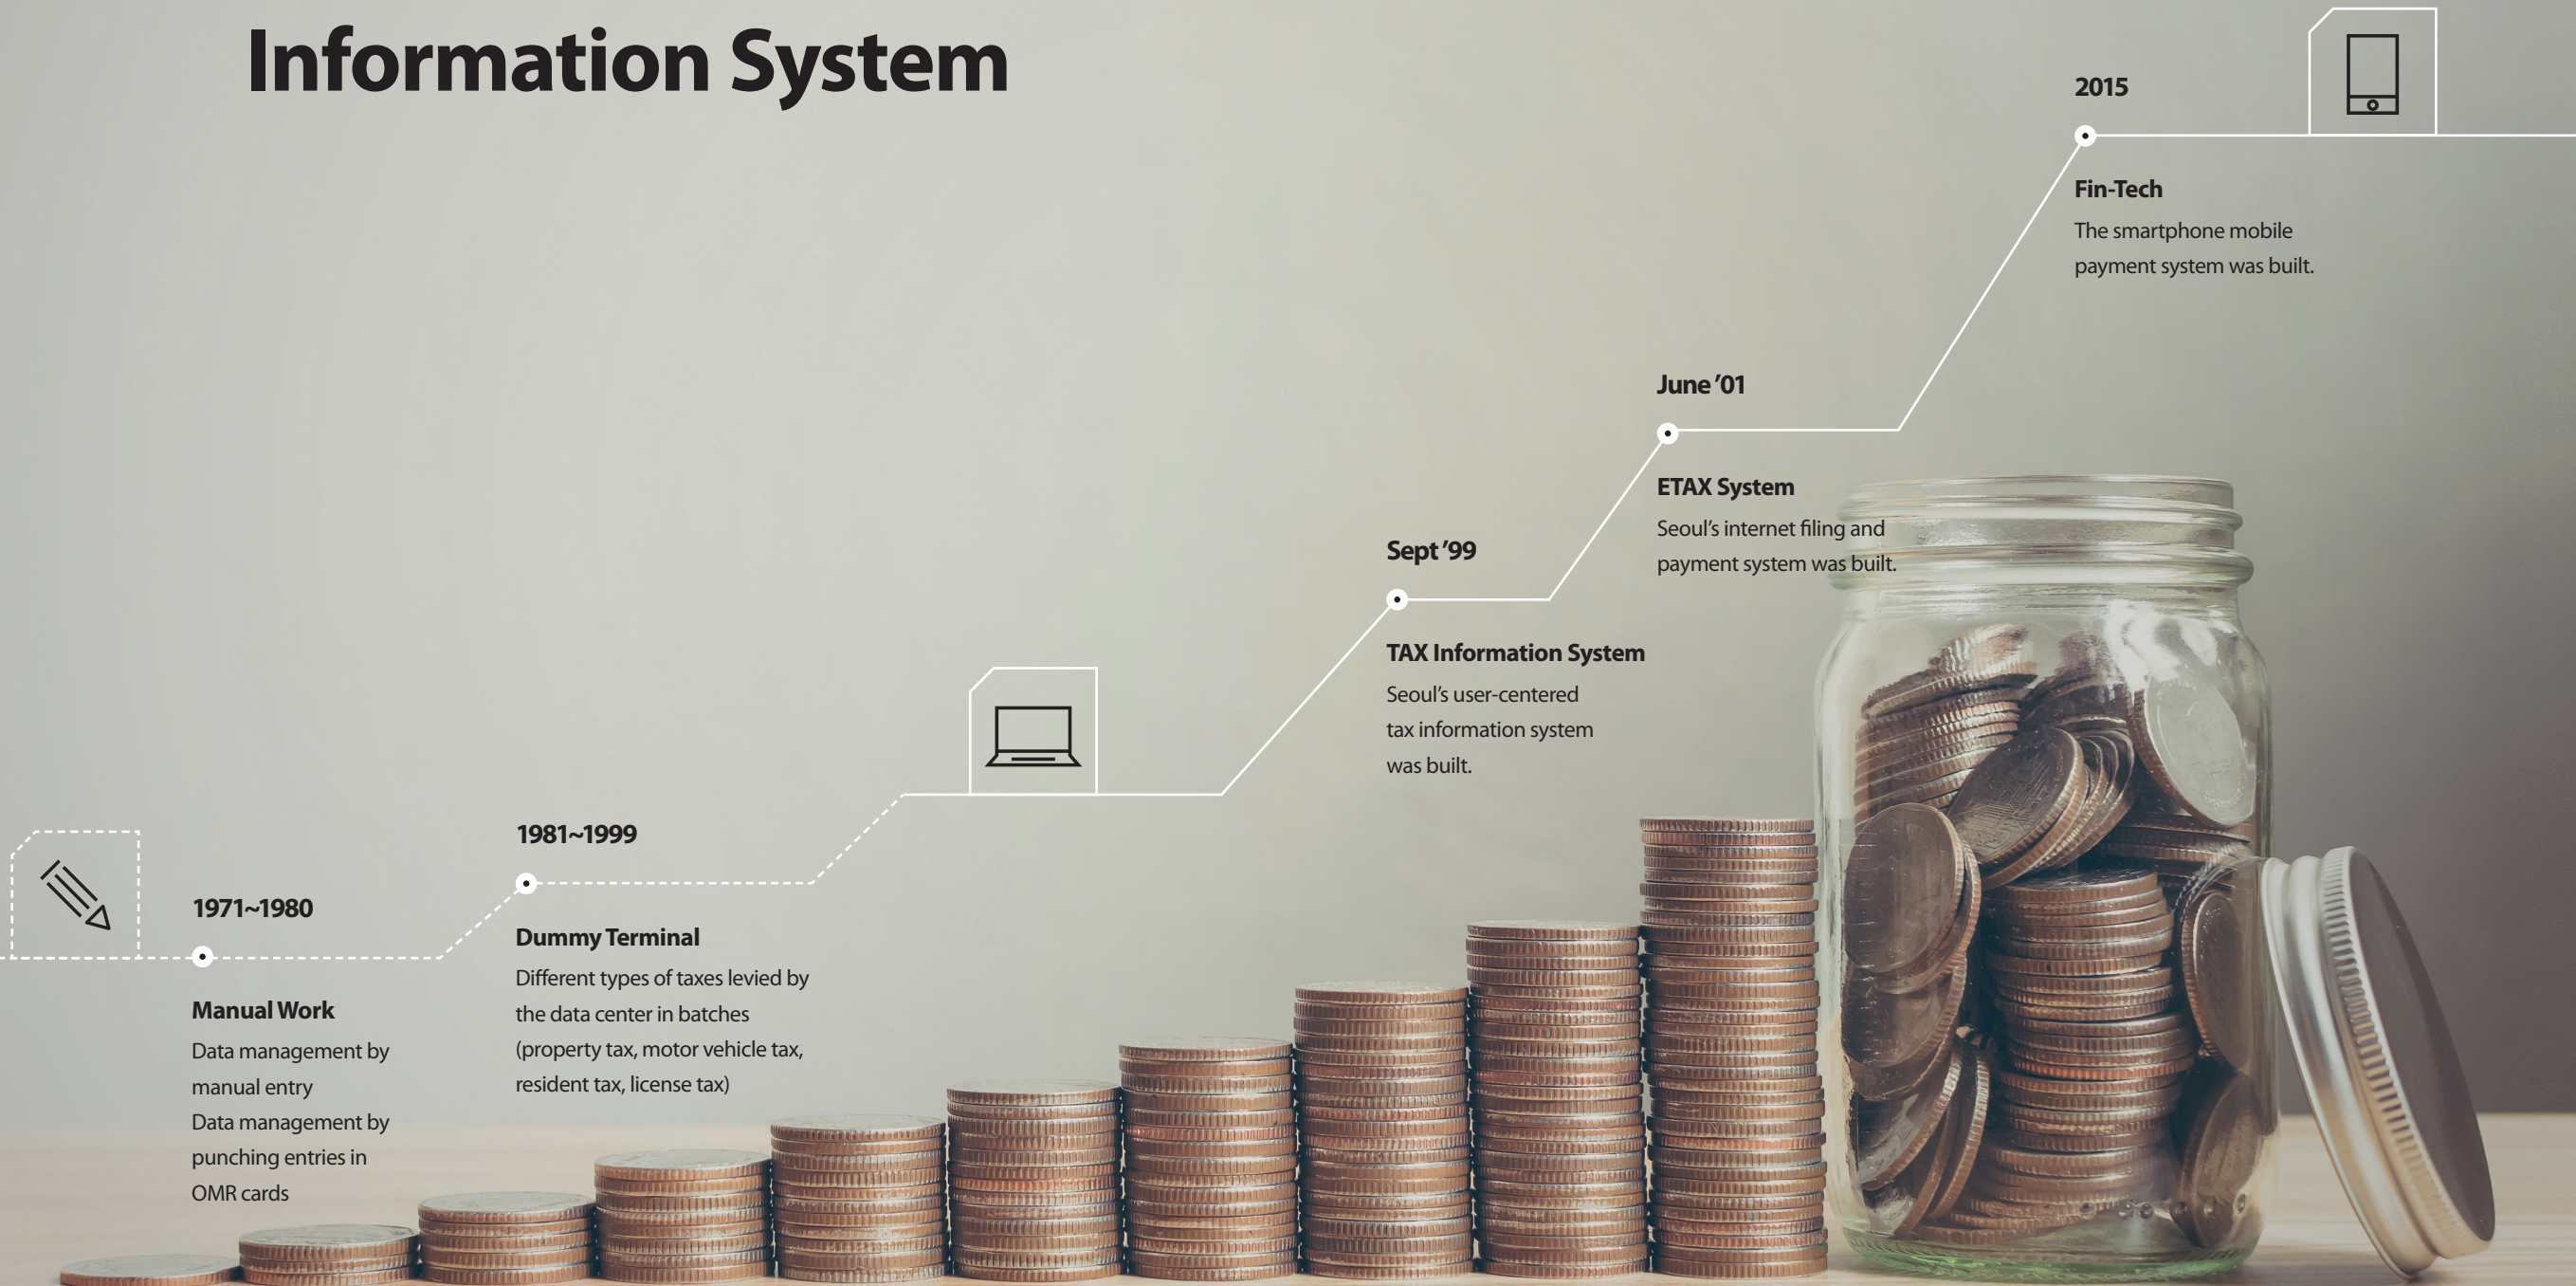 Information System
1971~1980
Manual Work
Data management by
manual entry
Data management by
punching entries in
OMR cards
1981~1999
Dummy Terminal
Different types of taxes levied by
the data center in batches
(property tax, motor vehicle tax,
resident tax, license tax)
Sept ’99
TAX Information System
Seoul’s user-centered
tax information system
was built.
June ’01
ETAX System
Seoul’s internet filing and
payment system was built.
2015
Fin-Tech
The smartphone mobile
payment system was built.